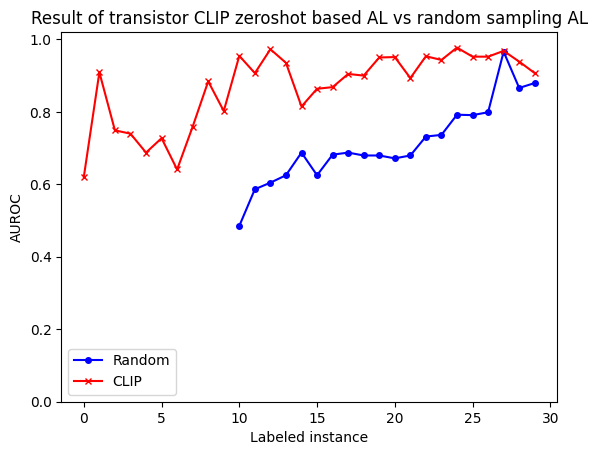 Result of transistor CLIP zeroshot based AL vs random sampling AL
1.0
0.8
0.6
0.4
0.2
0.0
AUROC
Random
CLIP
0 5 10 15 20 25 30
Labeled instance